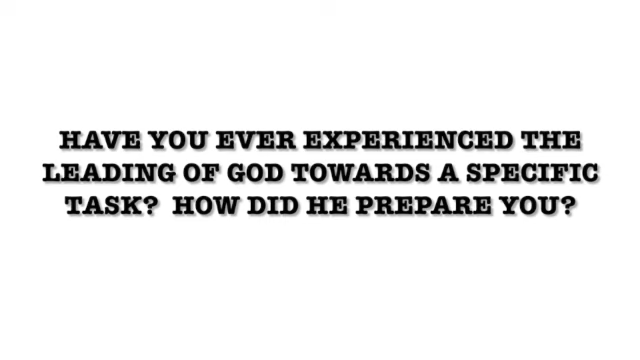 HAVE YOU EVER EXPERIENCED THE
LEADING OF GOD TOWARDS A SPECIFIC
TASK?  HOW DID HE PREPARE YOU?